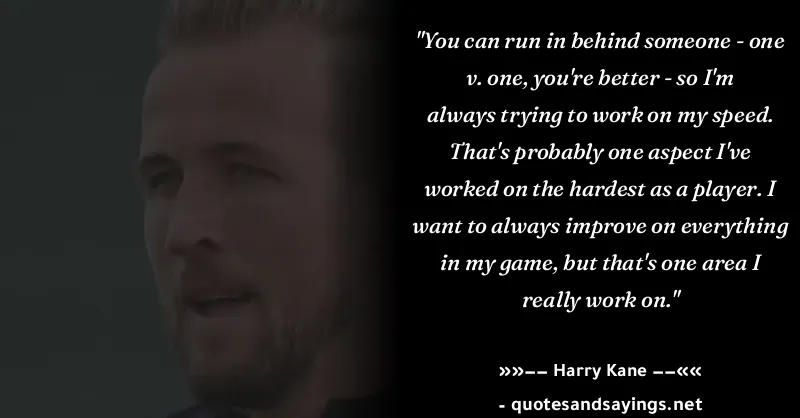 "You can run in behind someone - one
v. one, you're better - so I'm
always trying to work on my speed.
That's probably one aspect I've
worked on the hardest as a player. I
want to always improve on everything
in my game, but that's one area I
really work on."
»»−− Harry Kane −−««
- quotesandsayings.net